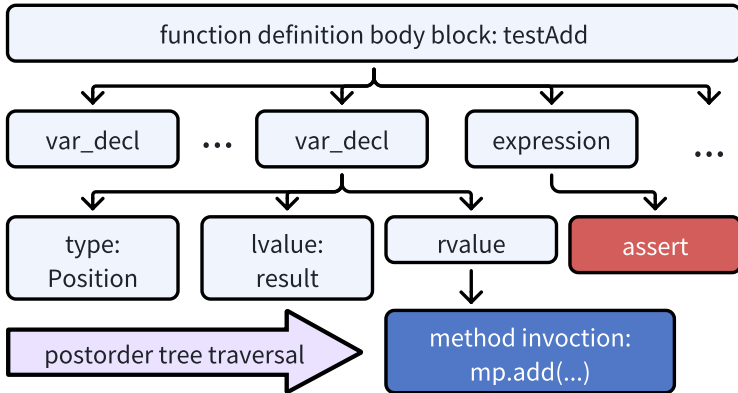 function definition body block: testAdd
var_decl
...
var_decl
expression
...
type:
Position
lvalue:
result
rvalue
assert
postorder tree traversal
method invoction:
mp.add(...)